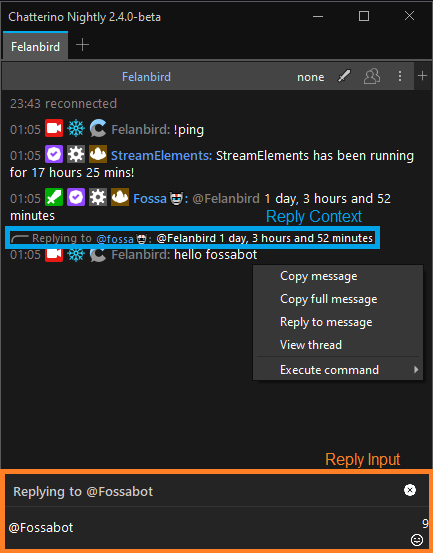 Chatterino Nightly 2.4.0-beta
Felanbird
Felanbird none
23:43 reconnected
01:05 Felanbird: !ping
01:05 StreamElements: StreamElements has been running
for 17 hours 25 mins!
01:05 Fossa: @Felanbird 1 day, 3 hours and 52
minutes
Reply Context
Replying to @fossa: @Felanbird 1 day, 3 hours and 52 minutes
01:05 Felanbird: hello fossabot
Copy message
Copy full message
Reply to message
View thread
Execute command
Reply Input
Replying to @Fossabot
@Fossabot
9